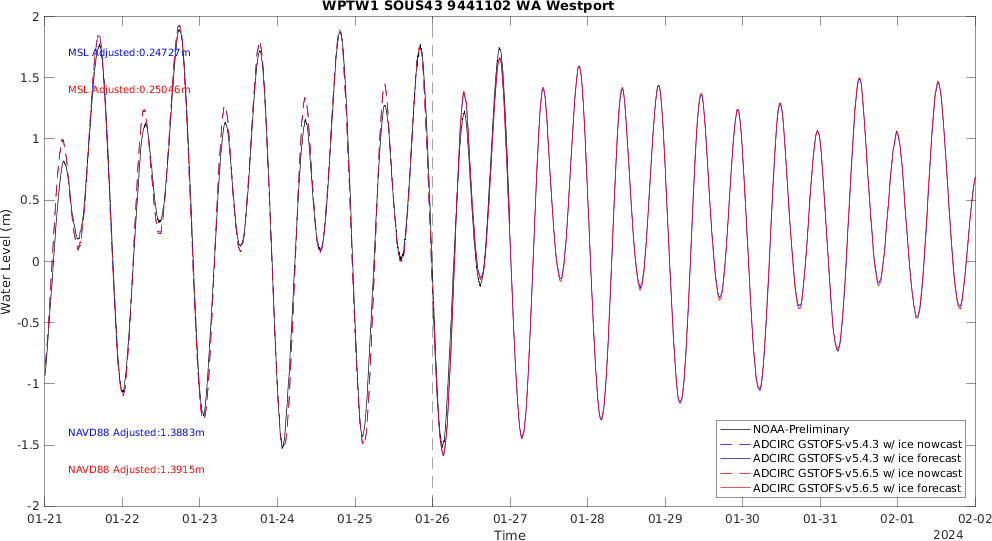 WPTW1 SOUS43 9441102 WA Westport
MSL Adjusted:0.24727m
MSL Adjusted:0.25046m
NAVD88 Adjusted:1.3883m
NAVD88 Adjusted:1.3915m
Water Level (m)
2
1.5
1
0.5
0
-0.5
-1
-1.5
-2
NOAA-Preliminary
ADCIRC GSTOFS-v5.4.3 w/ ice nowcast
ADCIRC GSTOFS-v5.4.3 w/ ice forecast
ADCIRC GSTOFS-v5.6.5 w/ ice nowcast
ADCIRC GSTOFS-v5.6.5 w/ ice forecast
01-21 01-22 01-23 01-24 01-25 01-26 01-27 01-28 01-29 01-30 01-31 02-01 02-02
Time
2024